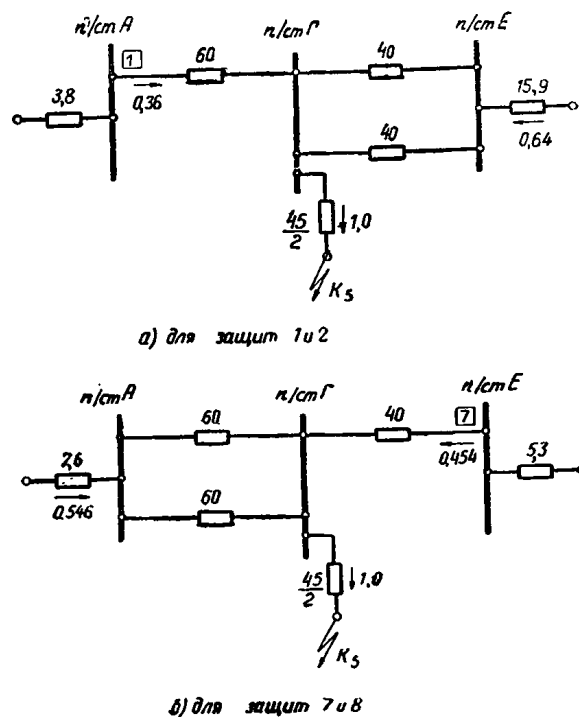 п/ст А
п/ст Г
п/ст Е
1
60
40
3,8
0,36
15,9
0,64
40
45/2
1,0
К5
а) для защит 1 и 2
п/ст А
п/ст Г
п/ст Е
60
40
7
2,6
0,546
0,454
5,3
60
45/2
1,0
К5
б) для защит 7 и 8